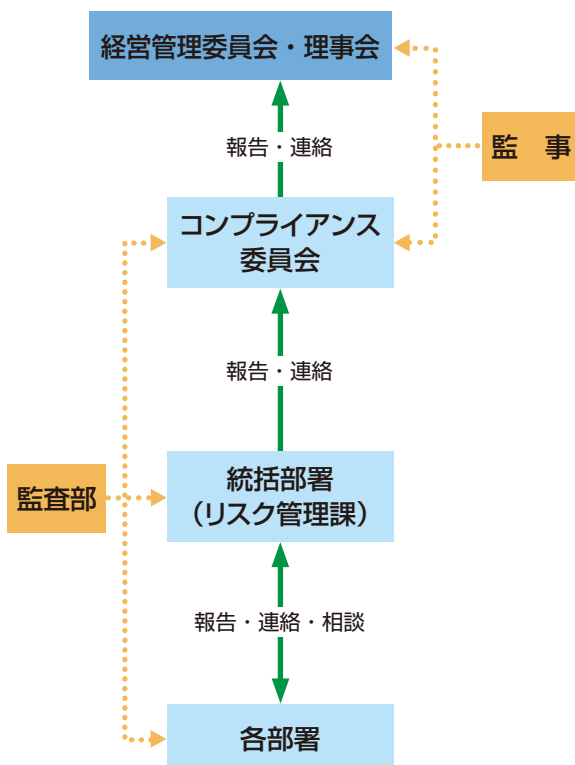 経営管理委員会・理事会
報告・連絡
監　事
コンプライアンス
委員会
報告・連絡
監査部
統括部署
（リスク管理課）
報告・連絡・相談
各部署